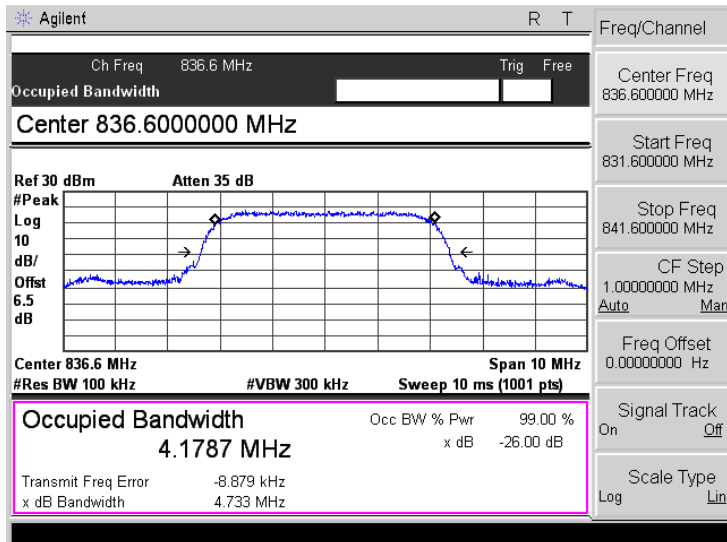 Agilent R T
Ch Freq 836.6 MHz Trig Free
Occupied Bandwidth
Center 836.6000000 MHz
Ref 30 dBm Atten 35 dB
#Peak
Log
10
dB/
Offst
6.5
dB
Center 836.6 MHz Span 10 MHz
#Res BW 100 kHz #VBW 300 kHz Sweep 10 ms (1001 pts)
Occupied Bandwidth Occ BW % Pwr 99.00 %
4.1787 MHz x dB -26.00 dB
Transmit Freq Error -8.879 kHz
x dB Bandwidth 4.733 MHz
Freq/Channel
Center Freq
836.600000 MHz
Start Freq
831.600000 MHz
Stop Freq
841.600000 MHz
CF Step
1.00000000 MHz
Auto Man
Freq Offset
0.00000000 Hz
Signal Track
On Off
Scale Type
Log Lin